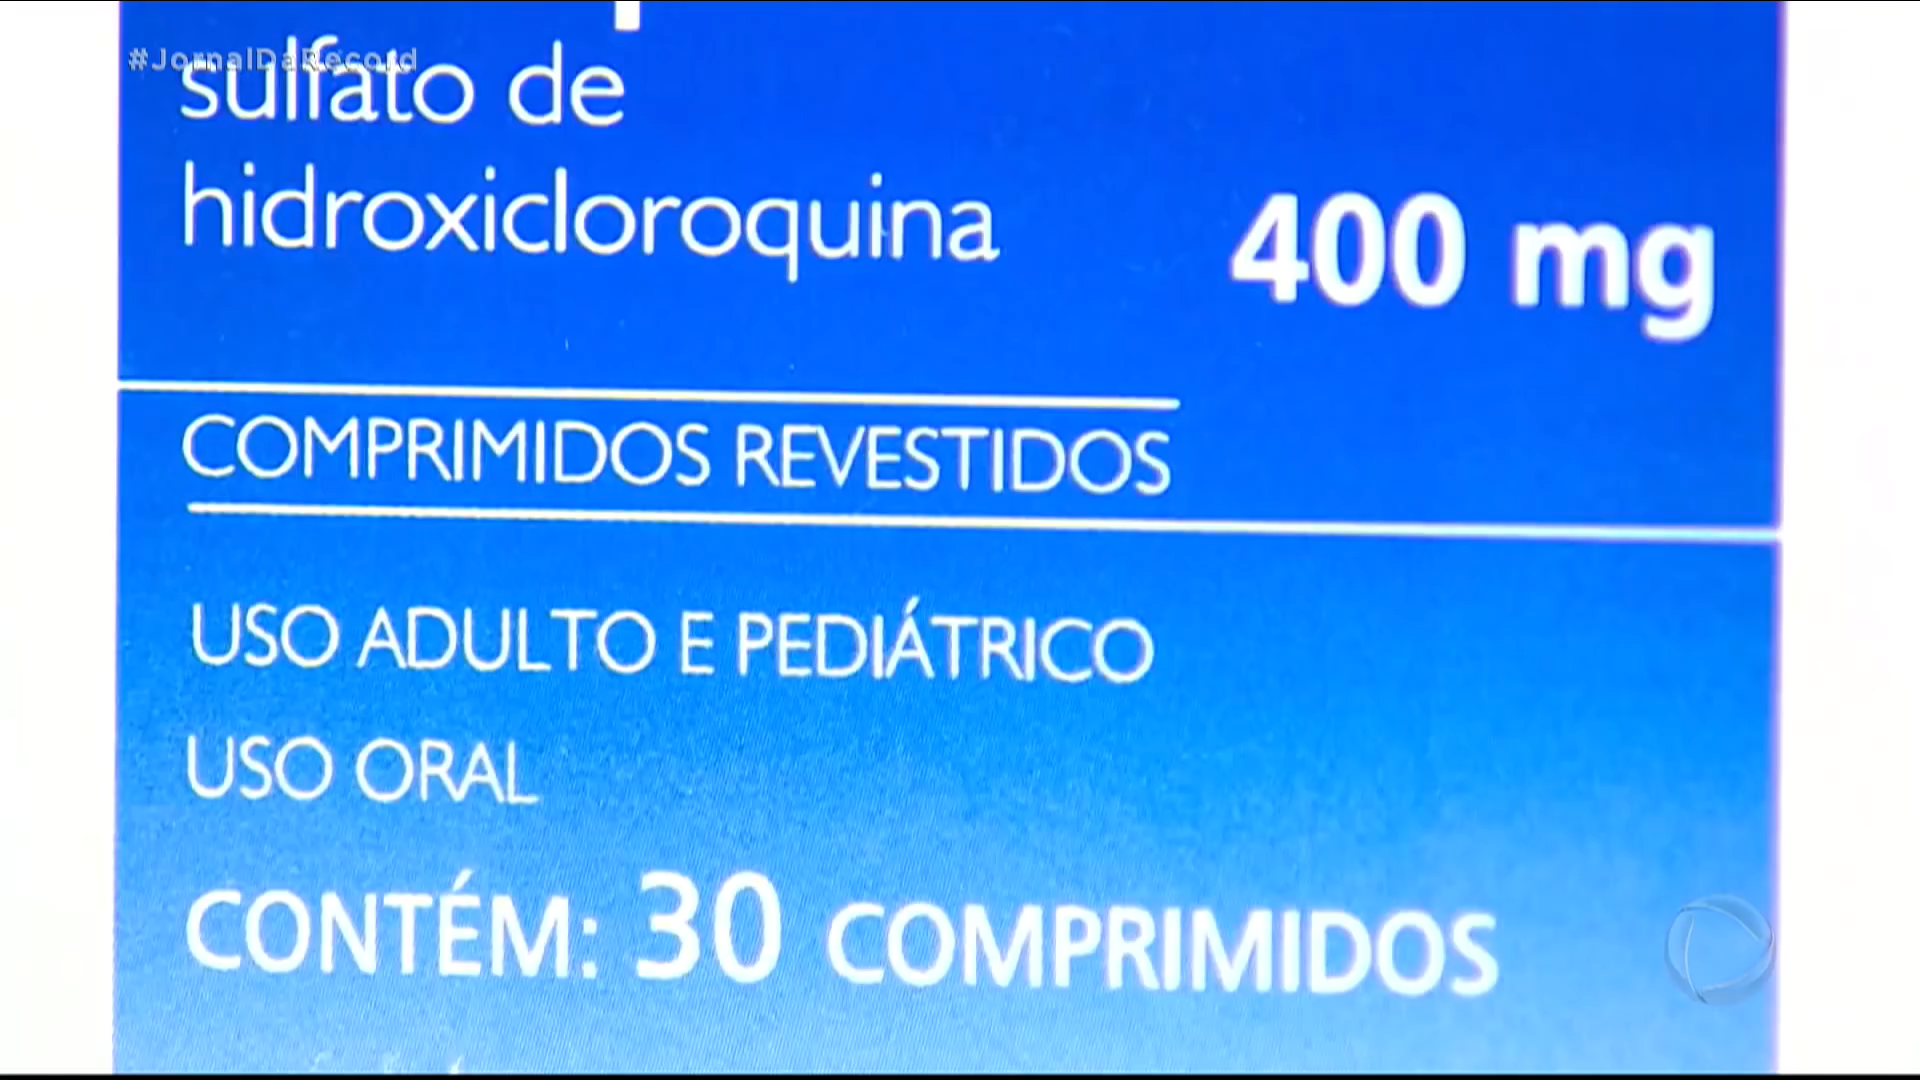 #JornalDaRecord
sulfato de
hidroxicloroquina
400 mg
COMPRIMIDOS REVESTIDOS
USO ADULTO E PEDIÁTRICO
USO ORAL
CONTÉM: 30 COMPRIMIDOS